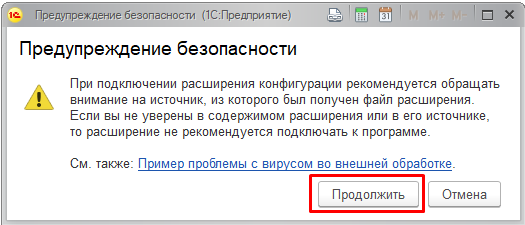 Предупреждение безопасности (1С:Предприятие)
31
M M+ M-
Предупреждение безопасности
При подключении расширения конфигурации рекомендуется обращать
внимание на источник, из которого был получен файл расширения.
Если вы не уверены в содержимом расширения или в его источнике,
то расширение не рекомендуется подключать к программе.
См. также: Пример проблемы с вирусом во внешней обработке.
Продолжить
Отмена